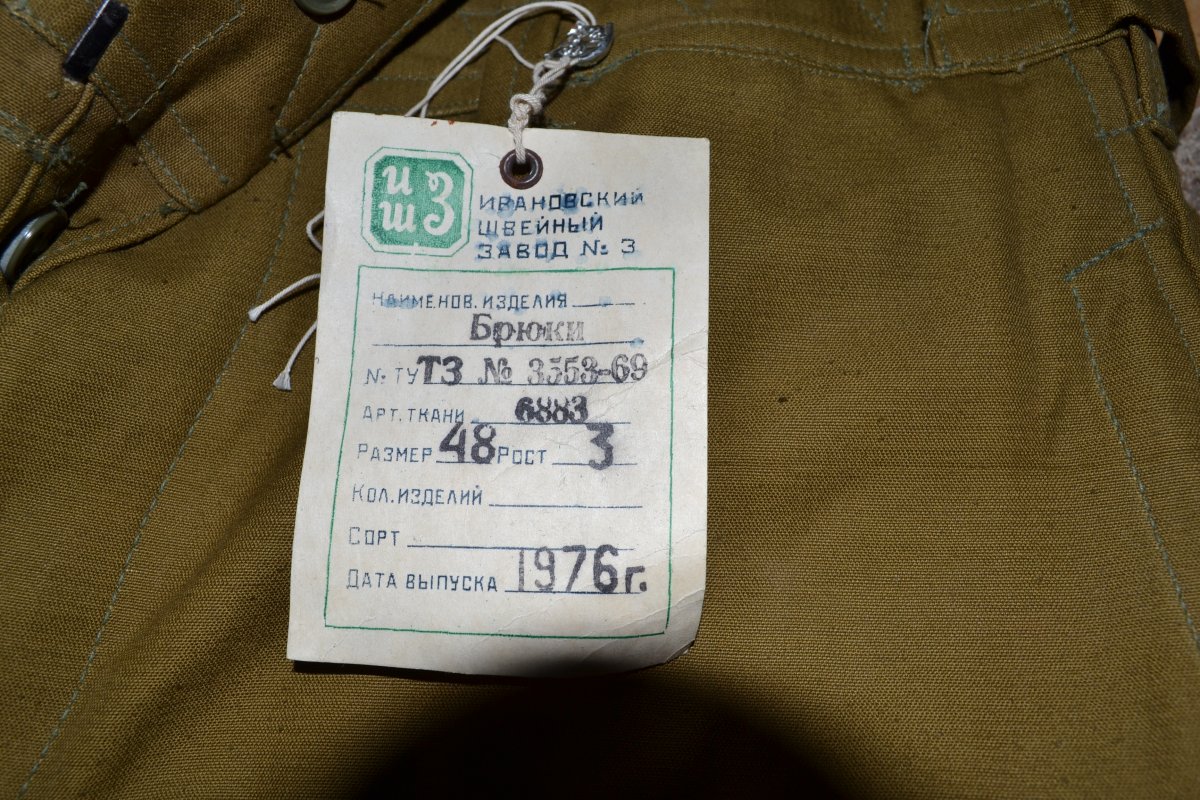 ИШЗ
ИВАНОВСКИЙ
ШВЕЙНЫЙ
ЗАВОД № 3
НАИМЕНОВ. ИЗДЕЛИЯ
Брюки
№ ТУ ТЗ № 3553-69
АРТ. ТКАНИ 6883
РАЗМЕР 48 РОСТ 3
КОЛ. ИЗДЕЛИЙ
СОРТ
ДАТА ВЫПУСКА 1976 г.